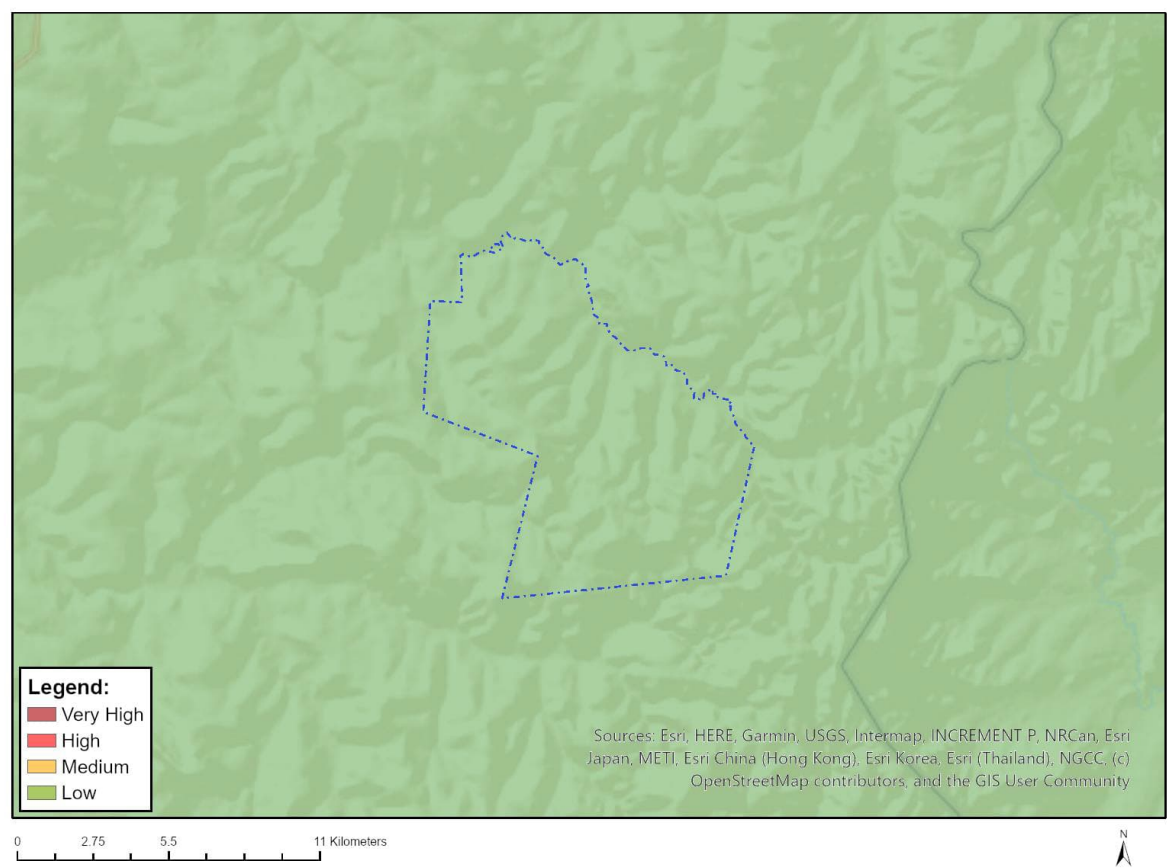 Legend:
Very High
High
Medium
Low
Sources: Esri, HERE, Garmin, USGS, Intermap, INCREMENT P, NRCan, Esri
Japan, METI, Esri China (Hong Kong), Esri Korea, Esri (Thailand), NGCC, (c)
OpenStreetMap contributors, and the GIS User Community
0 2.75 5.5 11 Kilometers
N